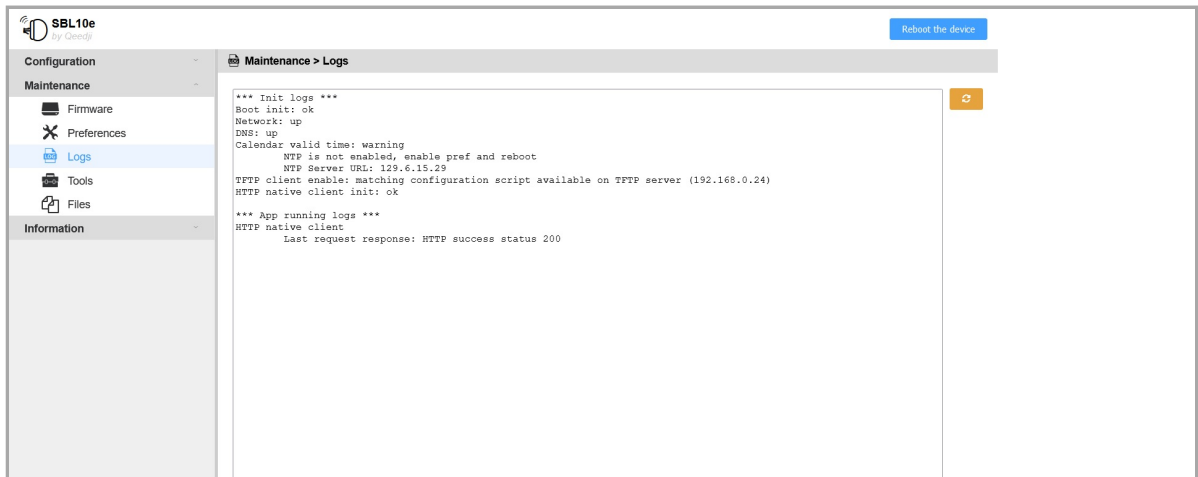 SBL10e
by Qeedji
Reboot the device
Configuration
Maintenance
Firmware
Preferences
Logs
Tools
Files
Information
Maintenance > Logs
*** Init logs ***
Boot init: ok
Network: up
DNS: up
Calendar valid time: warning
NTP is not enabled, enable pref and reboot
NTP Server URL: 129.6.15.29
TFTP client enable: matching configuration script available on TFTP server (192.168.0.24)
HTTP native client init: ok
*** App running logs ***
HTTP native client
Last request response: HTTP success status 200